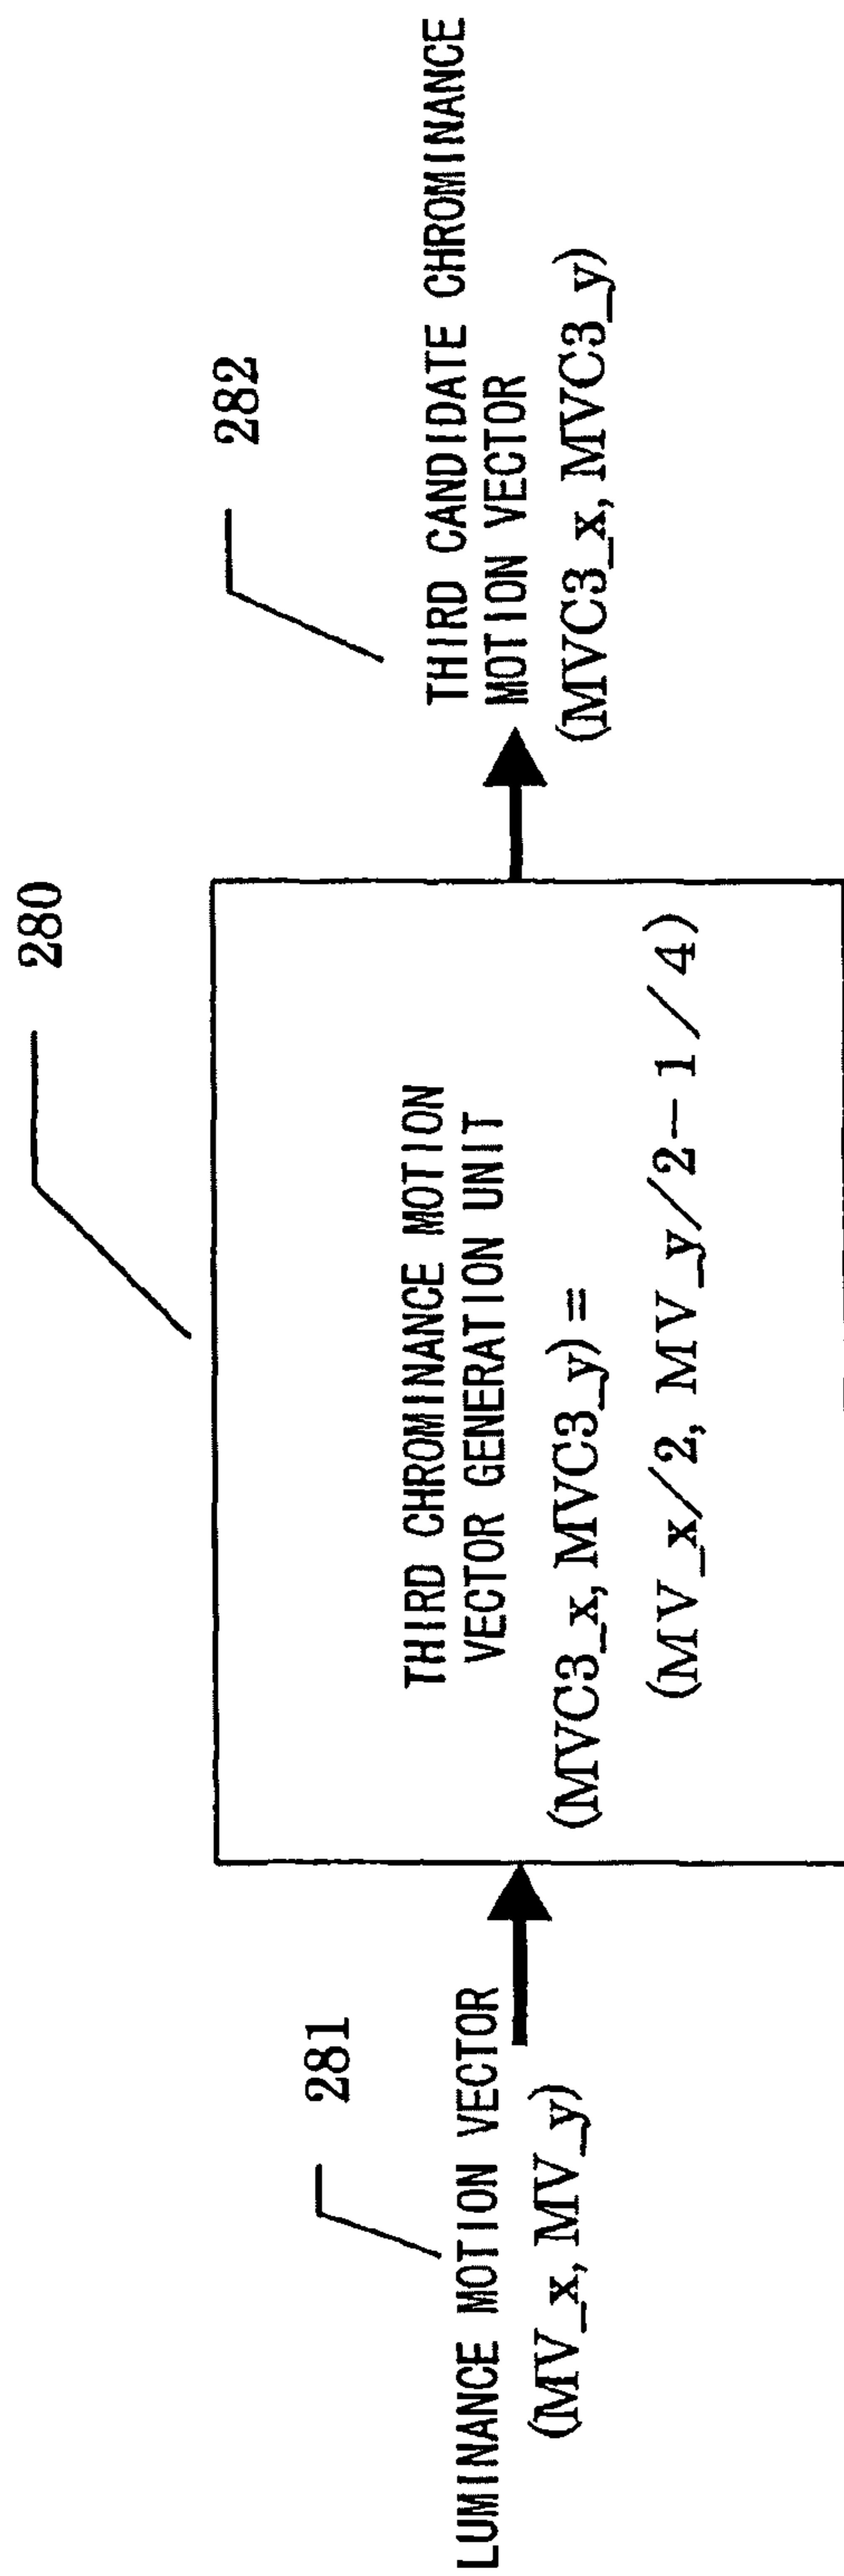 280
281
LUMINANCE MOTION VECTOR
(MV_x, MV_y)
THIRD CHROMINANCE MOTION
VECTOR GENERATION UNIT
(MVC3_x, MVC3_y) =
(MV_x/2, MV_y/2-1/4)
282
THIRD CANDIDATE CHROMINANCE
MOTION VECTOR
(MVC3_x, MVC3_y)